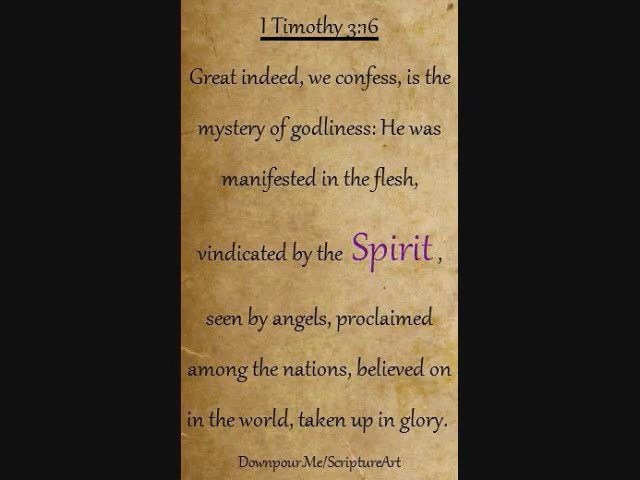 I Timothy 3:16
Great indeed, we confess, is the
mystery of godliness: He was
manifested in the flesh,
vindicated by the Spirit ,
seen by angels, proclaimed
among the nations, believed on
in the world, taken up in glory.
Downpour.Me/ScriptureArt